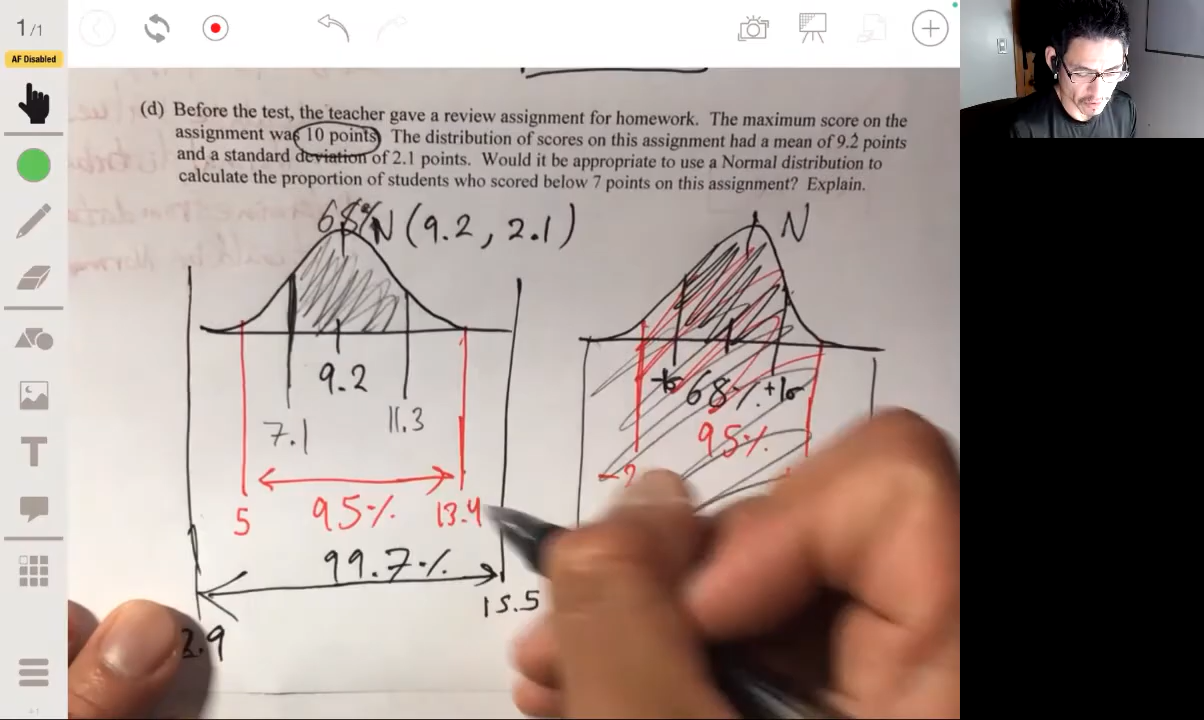 1/1
AF Disabled
(d) Before the test, the teacher gave a review assignment for homework. The maximum score on the
assignment was 10 points. The distribution of scores on this assignment had a mean of 9.2 points
and a standard deviation of 2.1 points. Would it be appropriate to use a Normal distribution to
calculate the proportion of students who scored below 7 points on this assignment? Explain.
68% N (9.2, 2.1)
N
9.2
7.1
11.3
68% +1σ
95%
5 95% 13.4
99.7%
15.5
2.9
T